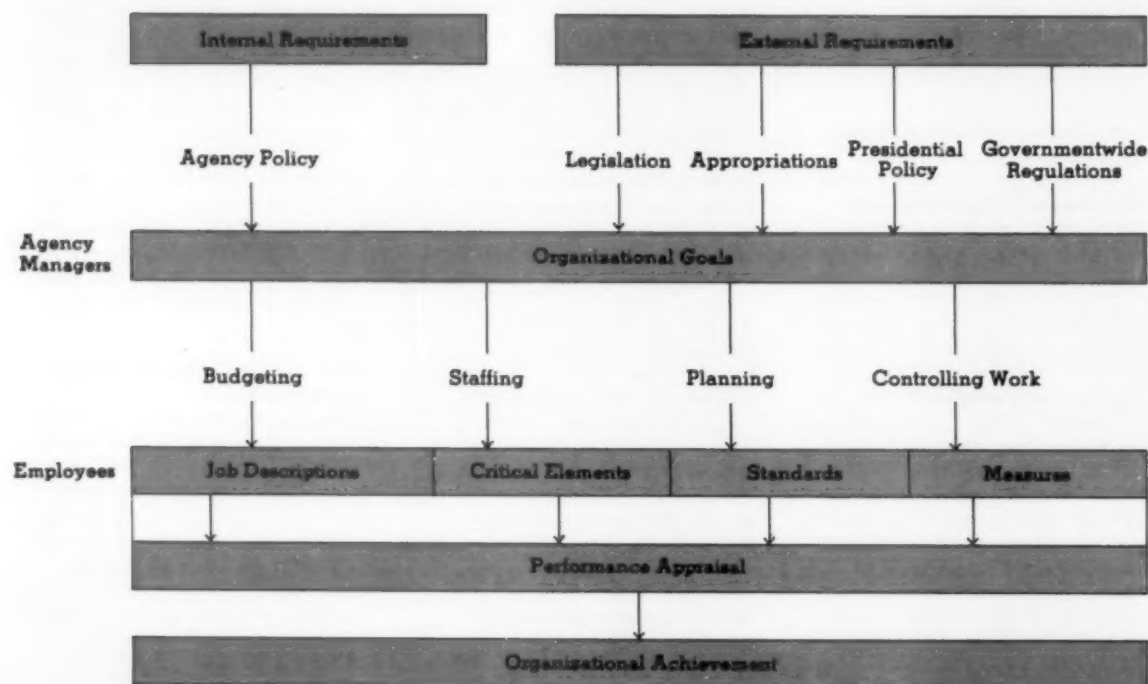 Internal Requirements
External Requirements
Agency Policy
Legislation
Appropriations
Presidential
Policy
Governmentwide
Regulations
Agency
Managers
Organizational Goals
Budgeting
Staffing
Planning
Controlling Work
Employees
Job Descriptions
Critical Elements
Standards
Measures
Performance Appraisal
Organizational Achievement